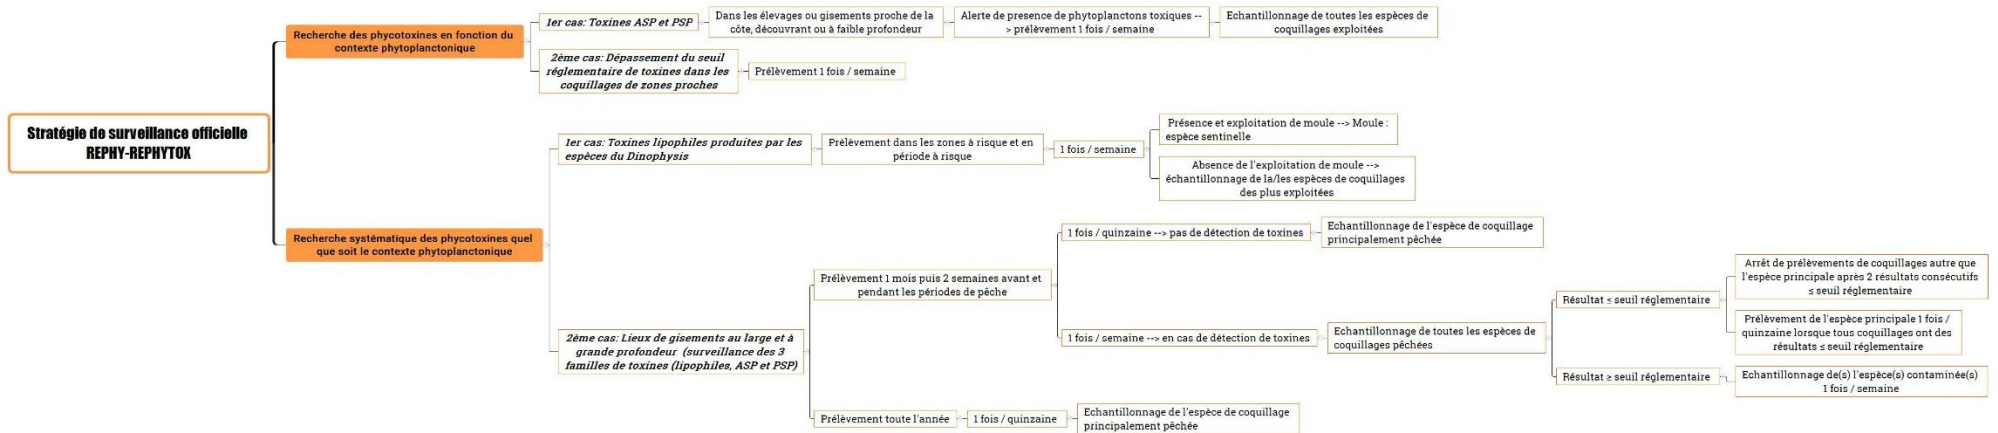 Stratégie de surveillance officielle
REPHY-REPHYTOX
Recherche des phycotoxines en fonction du
contexte phytoplanctonique
1er cas: Toxines ASP et PSP
Dans les élevages ou gisements proche de la
côte, découvrant ou à faible profondeur
Alerte de presence de phytoplanctons toxiques --
> prélèvement 1 fois / semaine
Echantillonnage de toutes les espèces de
coquillages exploitées
2ème cas: Dépassement du seuil
réglementaire de toxines dans les
coquillages de zones proches
Prélèvement 1 fois / semaine
Recherche systématique des phycotoxines quel
que soit le contexte phytoplanctonique
1er cas: Toxines lipophiles produites par les
espèces du Dinophysis
Prélèvement dans les zones à risque et en
période à risque
1 fois / semaine
Présence et exploitation de moule --> Moule :
espèce sentinelle
Absence de l'exploitation de moule -->
échantillonnage de la/les espèces de coquillages
des plus exploitées
2ème cas: Lieux de gisements au large et à
grande profondeur (surveillance des 3
familles de toxines (lipophiles, ASP et PSP)
Prélèvement 1 mois puis 2 semaines avant et
pendant les périodes de pêche
1 fois / quinzaine --> pas de détection de toxines
Echantillonnage de l'espèce de coquillage
principalement pêchée
1 fois / semaine --> en cas de détection de toxines
Echantillonnage de toutes les espèces de
coquillages pêchées
Résultat ≤ seuil réglementaire
Arrêt de prélèvements de coquillages autre que
l'espèce principale après 2 résultats consécutifs
≤ seuil réglementaire
Prélèvement de l'espèce principale 1 fois /
quinzaine lorsque tous coquillages ont des
résultats ≤ seuil réglementaire
Résultat ≥ seuil réglementaire
Echantillonnage de(s) l'espèce(s) contaminée(s)
1 fois / semaine
Prélèvement toute l'année
1 fois / quinzaine
Echantillonnage de l'espèce de coquillage
principalement pêchée